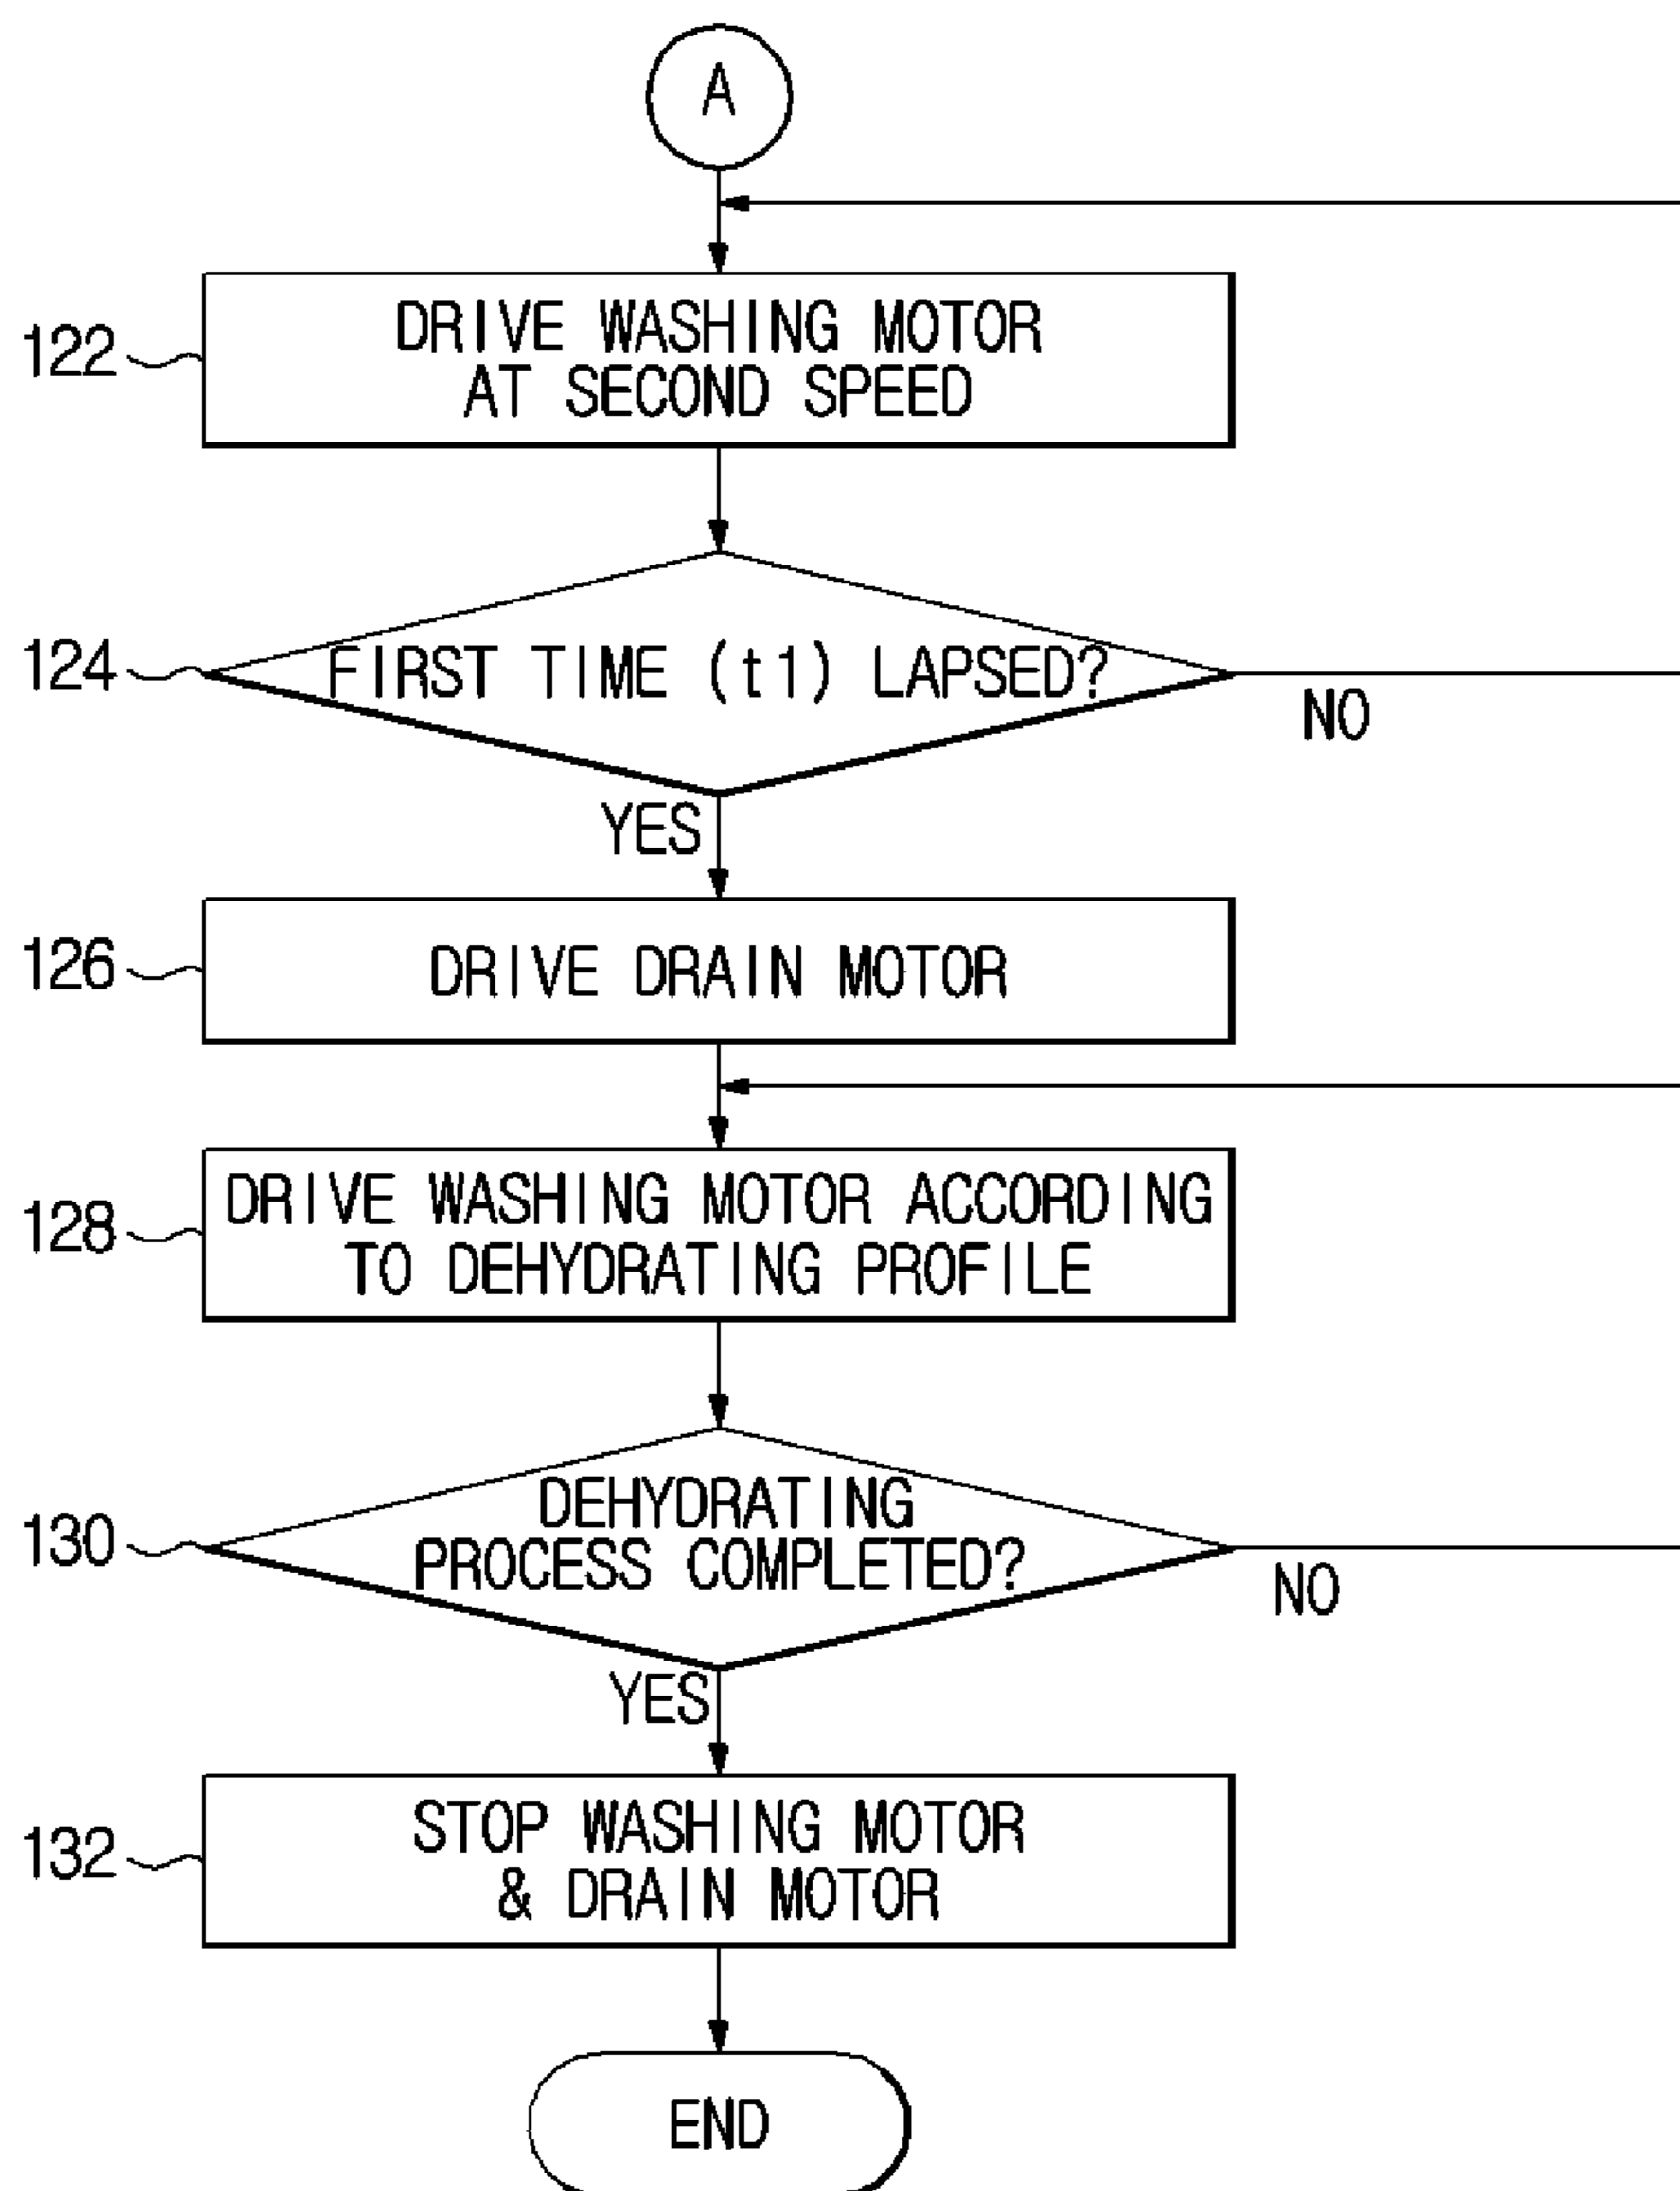 A
122
DRIVE WASHING MOTOR
AT SECOND SPEED
124
FIRST TIME (t1) LAPSED?
NO
YES
126
DRIVE DRAIN MOTOR
128
DRIVE WASHING MOTOR ACCORDING
TO DEHYDRATING PROFILE
130
DEHYDRATING
PROCESS COMPLETED?
NO
YES
132
STOP WASHING MOTOR
& DRAIN MOTOR
END